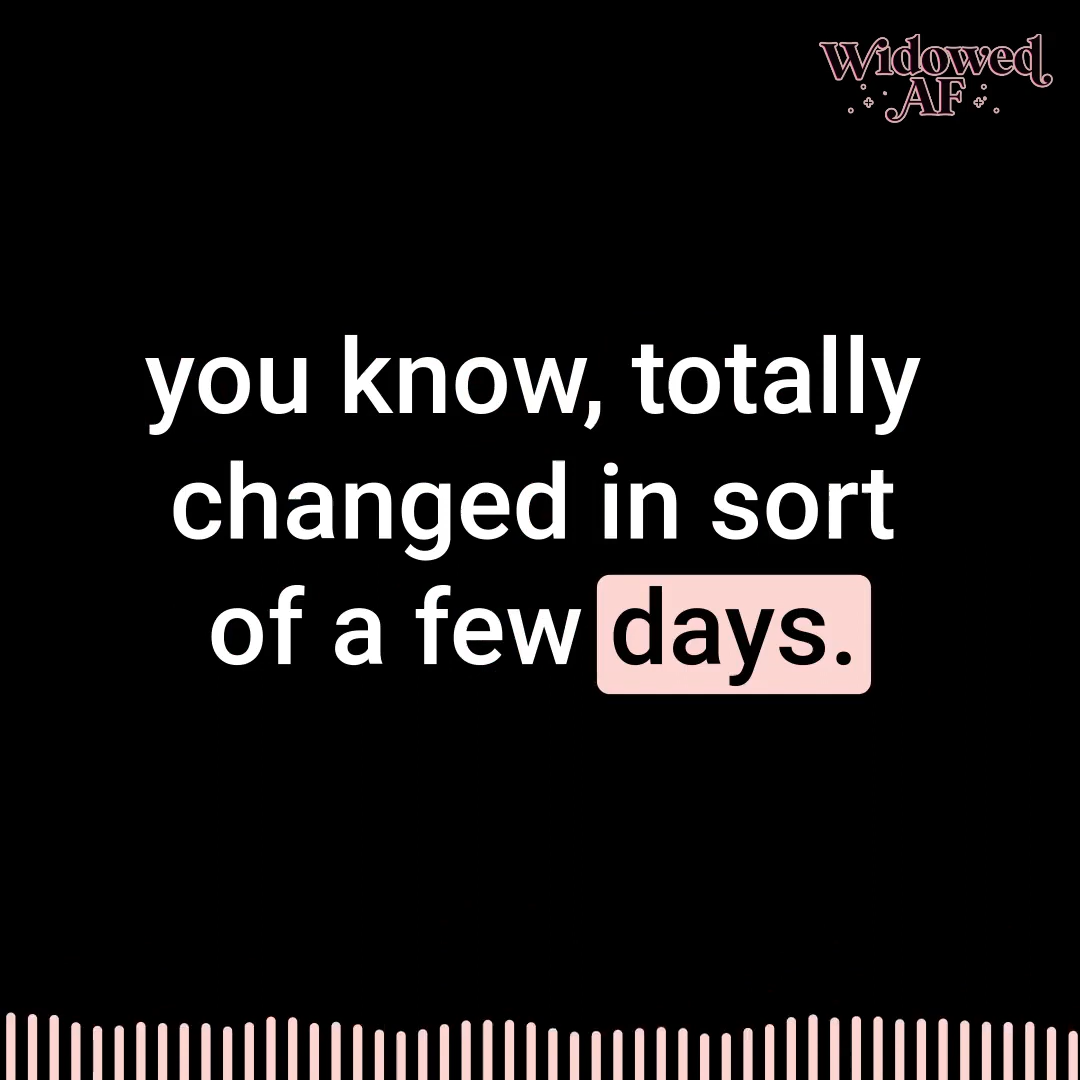 Widowed
AF
you know, totally
changed in sort
of a few days.